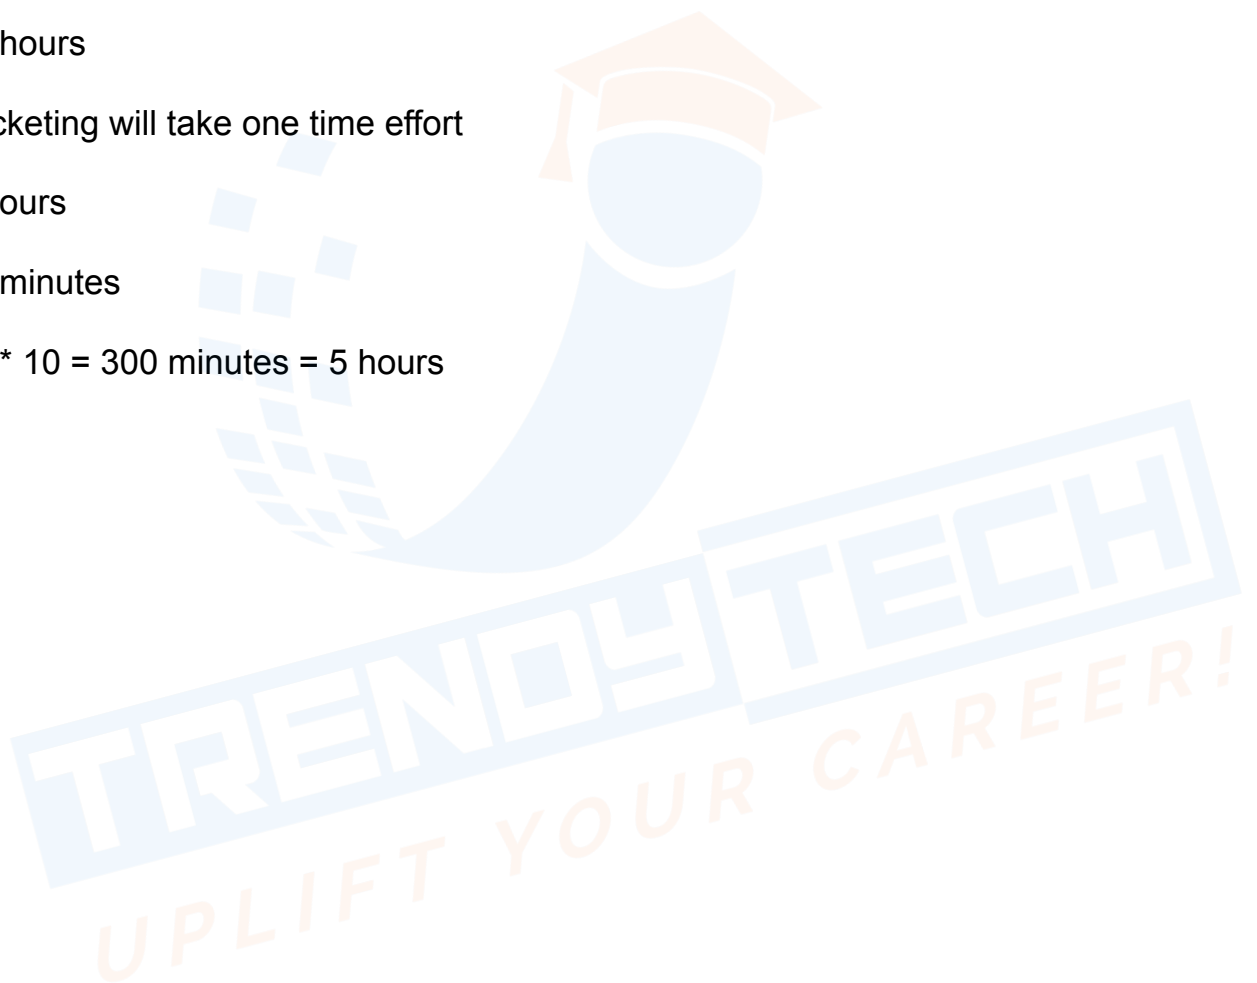 hours
cketing will take one time effort
ours
minutes
* 10 = 300 minutes = 5 hours
TRENDYTECH
UPLIFT YOUR CAREER!